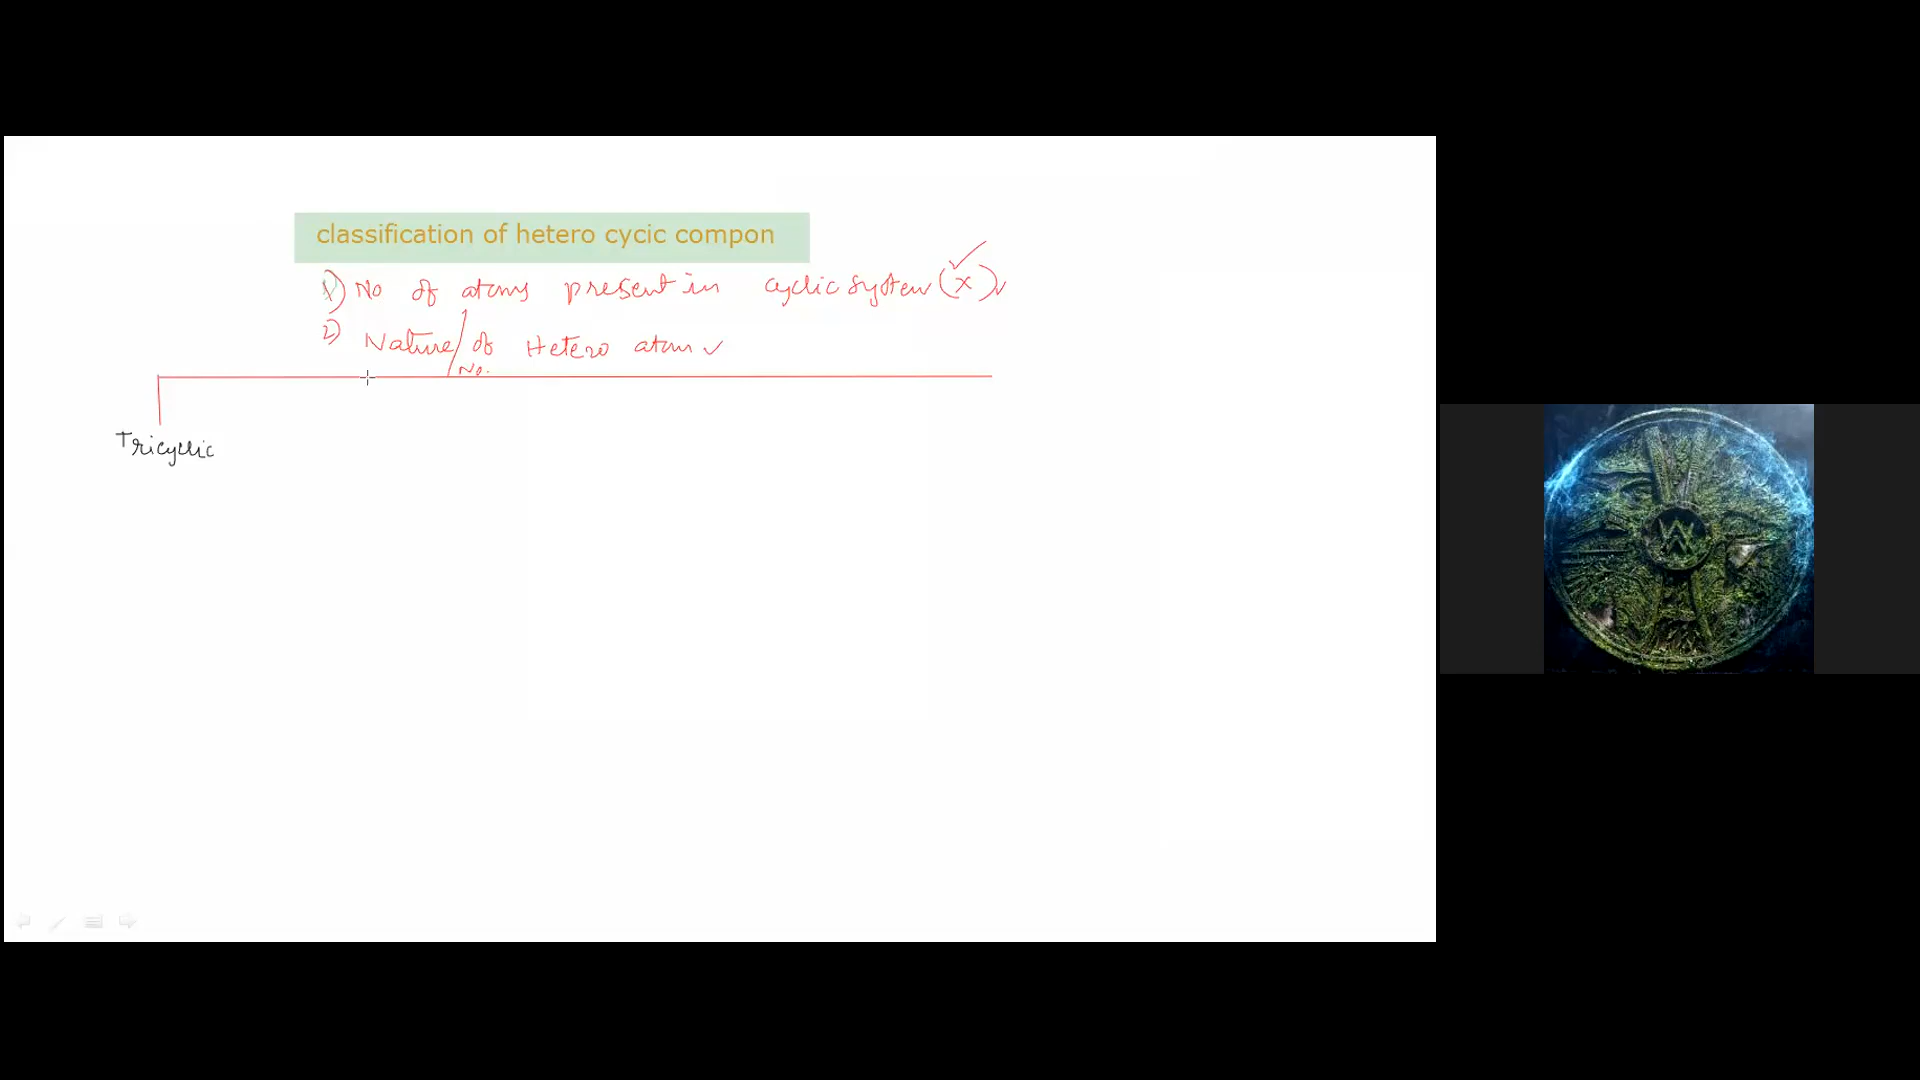 classification of hetero cycic compon
1) No of atoms present in cyclic system (x)
2) Nature/ of Hetero atom
No.
Tricyclic